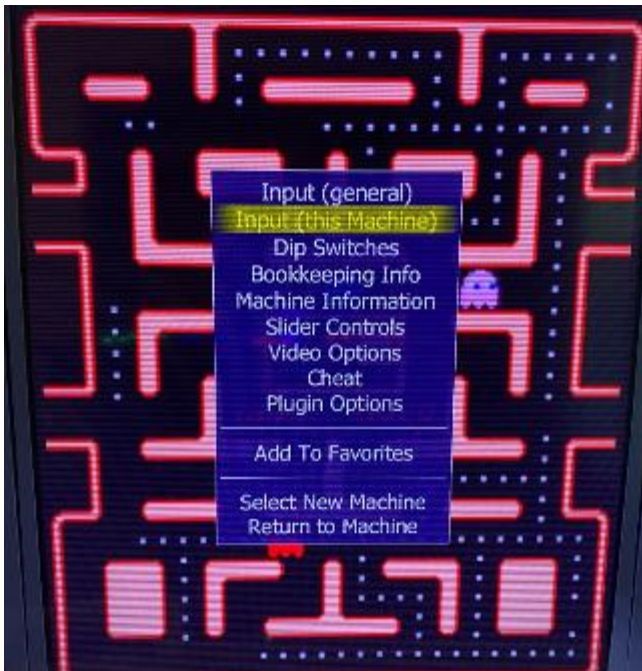 Input (general)
Input (this Machine)
Dip Switches
Bookkeeping Info
Machine Information
Slider Controls
Video Options
Cheat
Plugin Options
Add To Favorites
Select New Machine
Return to Machine